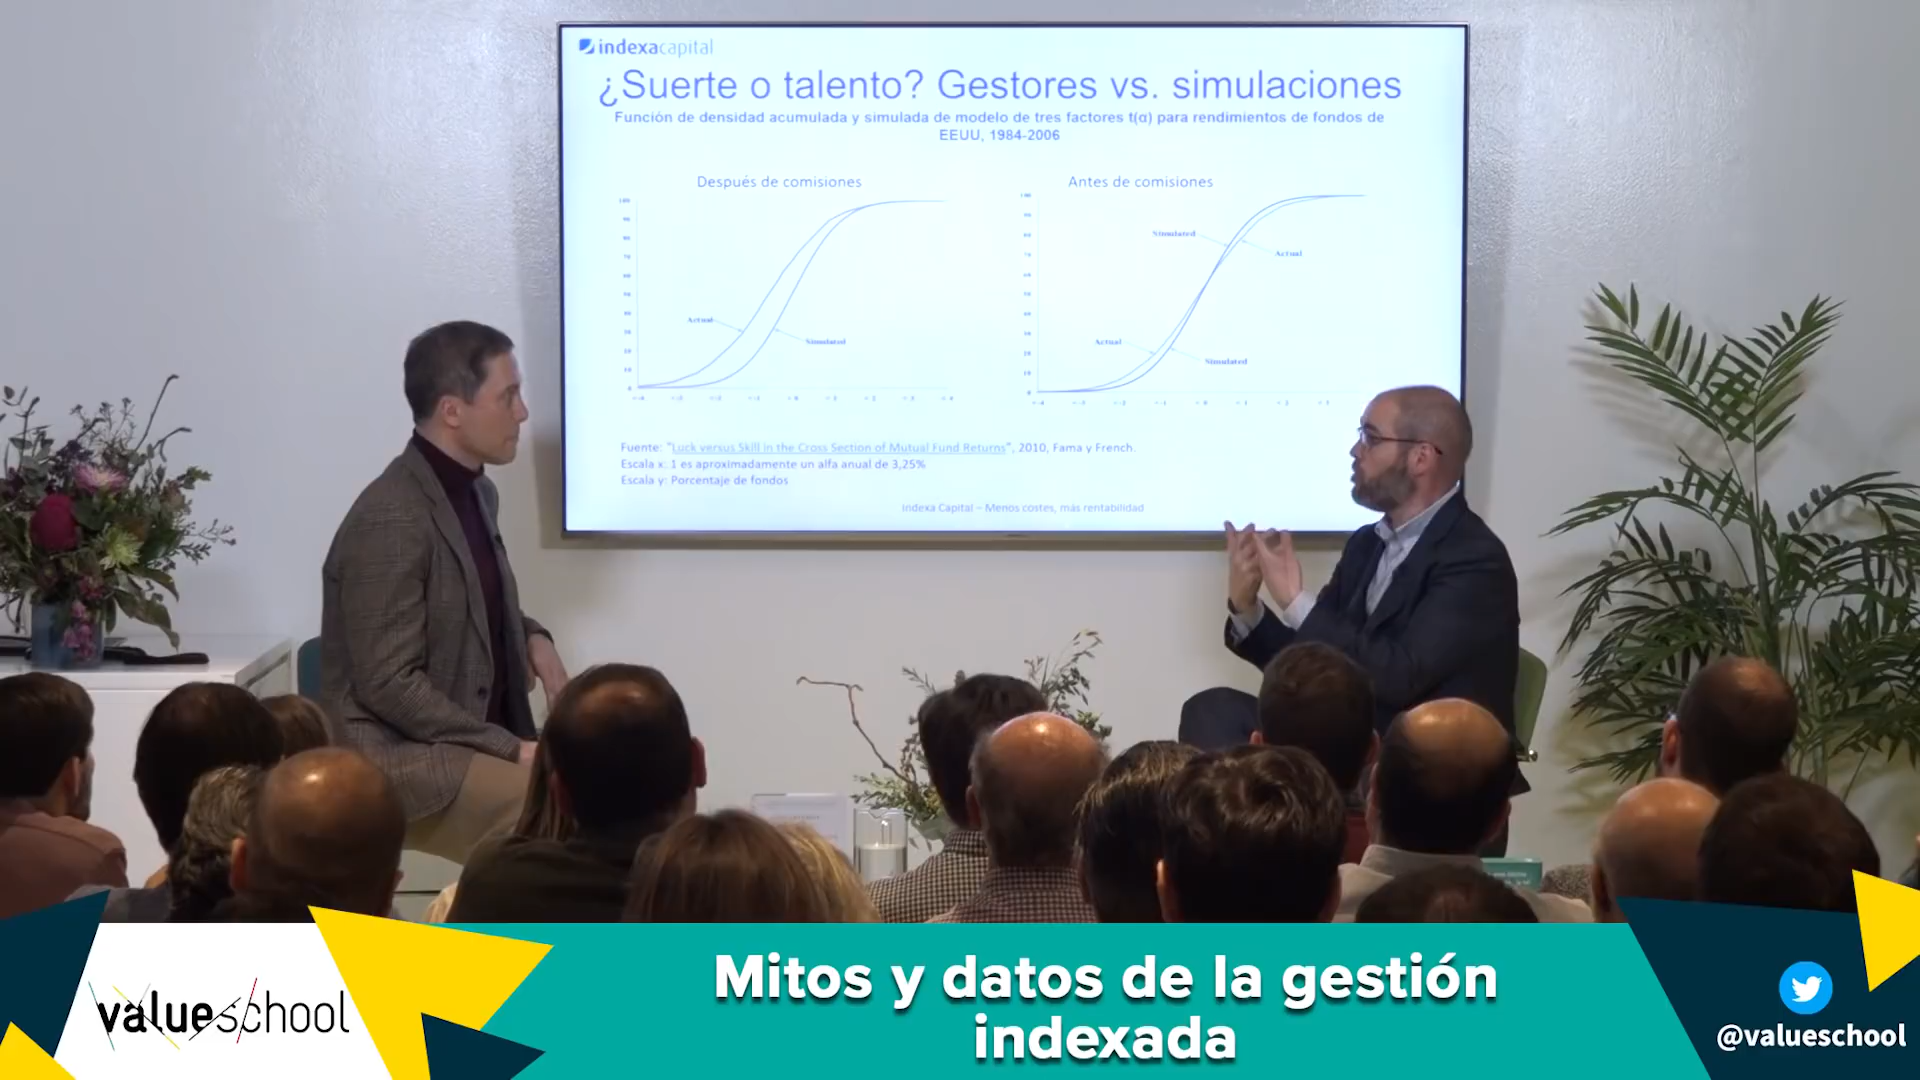 indexacapital
¿Suerte o talento? Gestores vs. simulaciones
Función de densidad acumulada y simulada de modelo de tres factores t(α) para rendimientos de fondos de
EEUU, 1984-2006
Después de comisiones
Antes de comisiones
Simulated
Actual
Actual
Simulated
Actual
Simulated
Fuente: "Luck versus Skill in the Cross Section of Mutual Fund Returns", 2010, Fama y French.
Escala x: 1 es aproximadamente un alfa anual de 3,25%
Escala y: Porcentaje de fondos
Indexa Capital – Menos costes, más rentabilidad
valueschool
Mitos y datos de la gestión
indexada
@valueschool